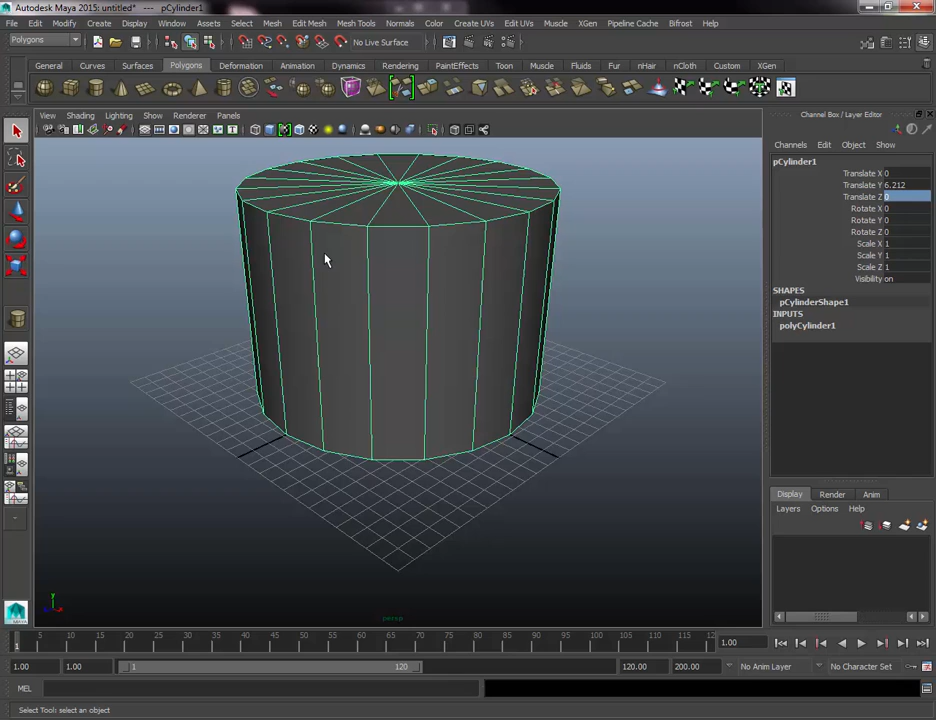 Autodesk Maya 2015: untitled*   ---   pCylinder1
File Edit Modify Create Display Window Assets Select Mesh Edit Mesh Mesh Tools Normals Color Create UVs Edit UVs Muscle XGen Pipeline Cache Bifrost Help
Polygons No Live Surface
General Curves Surfaces Polygons Deformation Animation Dynamics Rendering PaintEffects Toon Muscle Fluids Fur nHair nCloth Custom XGen
View Shading Lighting Show Renderer Panels
Channel Box / Layer Editor
Channels Edit Object Show
pCylinder1
Translate X 0
Translate Y 6.212
Translate Z 0
Rotate X 0
Rotate Y 0
Rotate Z 0
Scale X 1
Scale Y 1
Scale Z 1
Visibility on
SHAPES
pCylinderShape1
INPUTS
polyCylinder1
Display Render Anim
Layers Options Help
y
persp
MAYA
1 5 10 15 20 25 30 35 40 45 50 55 60 65 70 75 80 85 90 95 100 105 110 115 12
1.00
1.00 1.00 1 120 120.00 200.00 No Anim Layer No Character Set
MEL
Select Tool: select an object